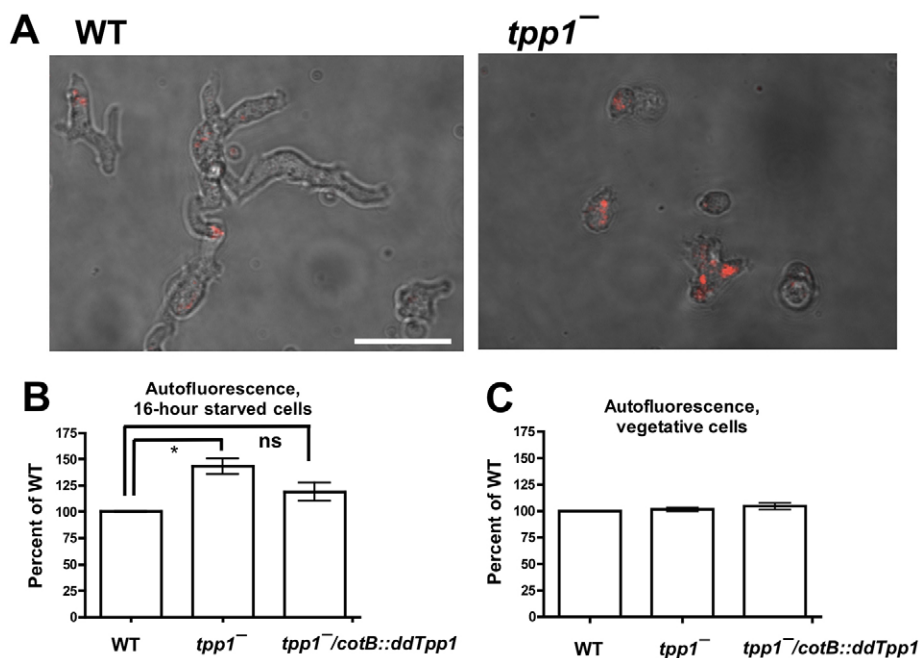 A WT tpp1⁻
B
Autofluorescence,
16-hour starved cells
ns
*
Percent of WT
175
150
125
100
75
50
25
0
WT tpp1⁻ tpp1⁻/cotB::ddTpp1
C
Autofluorescence,
vegetative cells
Percent of WT
175
150
125
100
75
50
25
0
WT tpp1⁻ tpp1⁻/cotB::ddTpp1